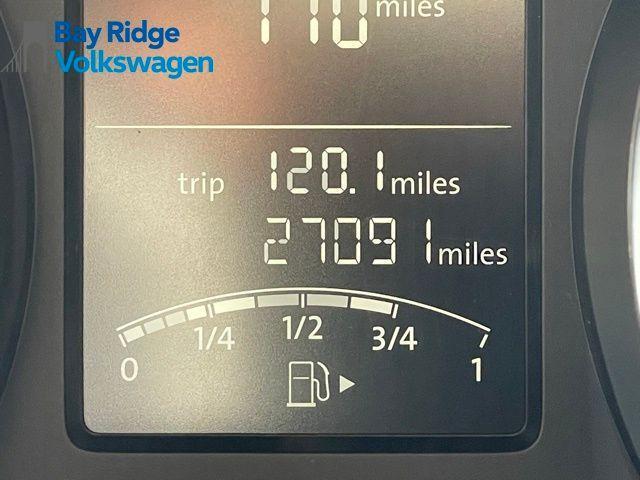 Bay Ridge
Volkswagen
miles
trip 120.1 miles
27091 miles
0 1/4 1/2 3/4 1